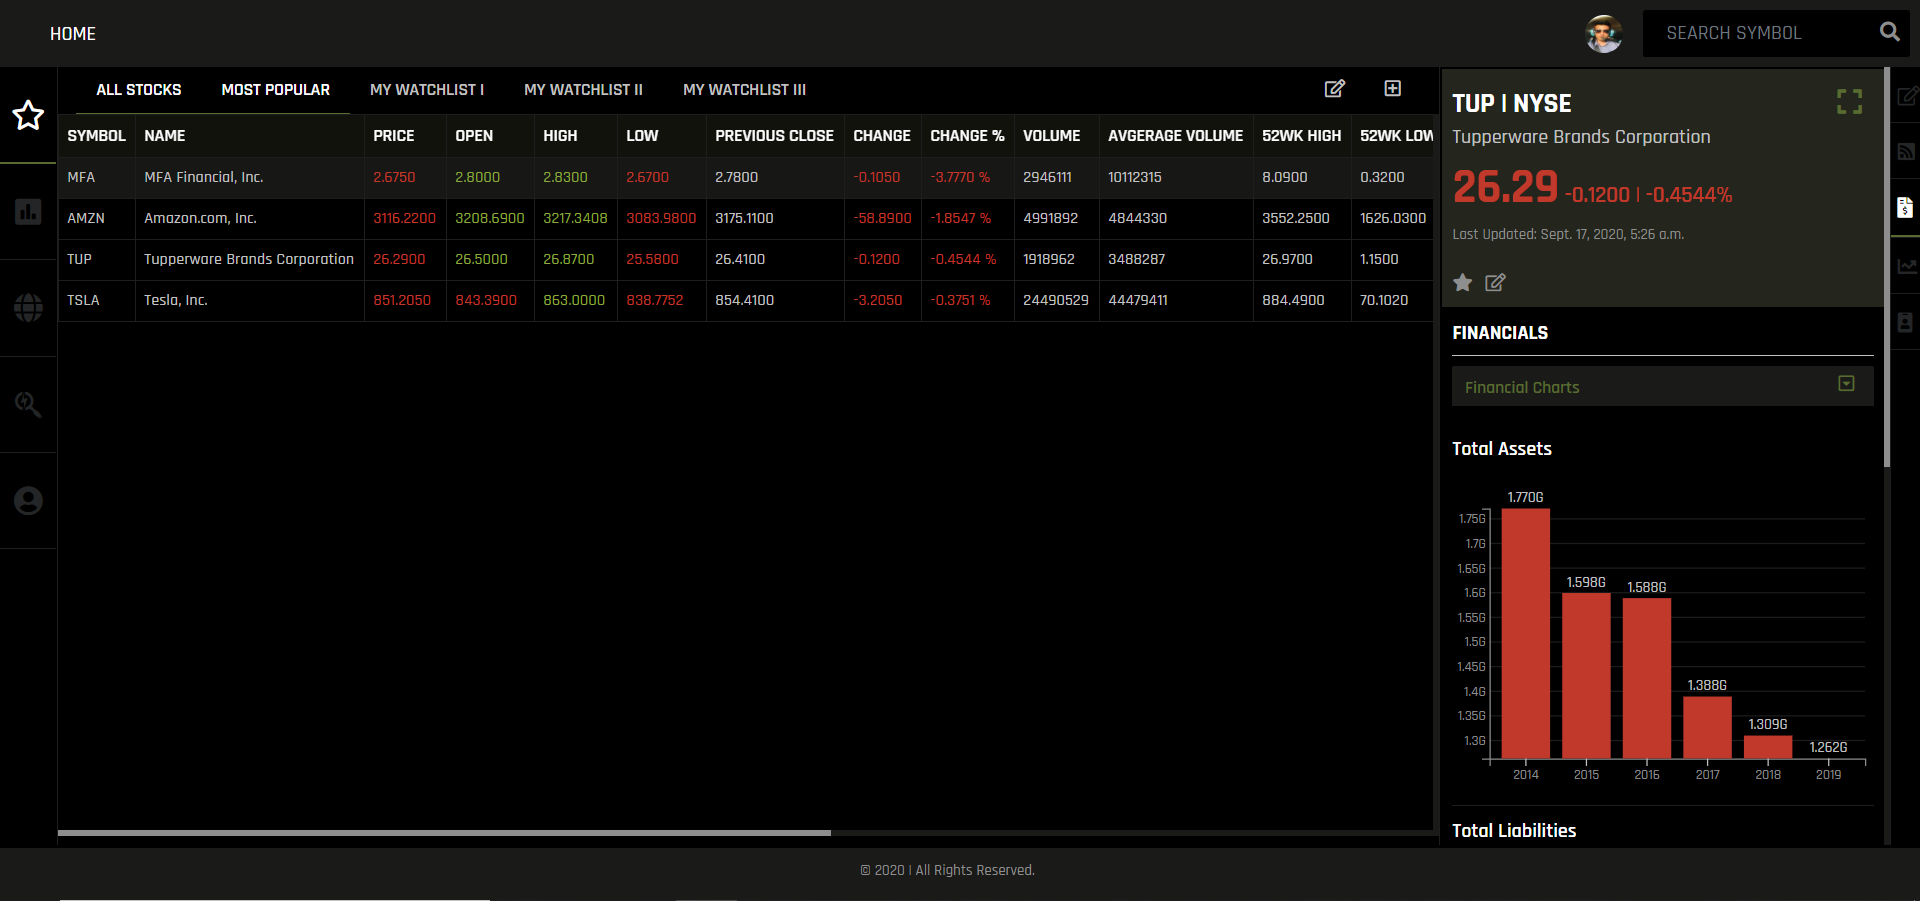 HOME
SEARCH SYMBOL
ALL STOCKS MOST POPULAR MY WATCHLIST I MY WATCHLIST II MY WATCHLIST III
SYMBOL NAME PRICE OPEN HIGH LOW PREVIOUS CLOSE CHANGE CHANGE % VOLUME AVGERAGE VOLUME 52WK HIGH 52WK LOW
MFA MFA Financial, Inc. 2.6750 2.8000 2.8300 2.6700 2.7800 -0.1050 -3.7770 % 2946111 10112315 8.0900 0.3200
AMZN Amazon.com, Inc. 3116.2200 3208.6900 3217.3408 3083.9800 3175.1100 -58.8900 -1.8547 % 4991892 4844330 3552.2500 1626.0300
TUP Tupperware Brands Corporation 26.2900 26.5000 26.8700 25.5800 26.4100 -0.1200 -0.4544 % 1918962 3488287 26.9700 1.1500
TSLA Tesla, Inc. 851.2050 843.3900 863.0000 838.7752 854.4100 -3.2050 -0.3751 % 24490529 44479411 884.4900 70.1020
TUP | NYSE
Tupperware Brands Corporation
26.29 -0.1200 | -0.4544%
Last Updated: Sept. 17, 2020, 5:26 a.m.
FINANCIALS
Financial Charts
Total Assets
1.770G
1.75G
1.7G
1.65G
1.598G
1.588G
1.6G
1.55G
1.5G
1.45G
1.388G
1.4G
1.35G
1.309G
1.3G
1.262G
2014 2015 2016 2017 2018 2019
Total Liabilities
© 2020 | All Rights Reserved.